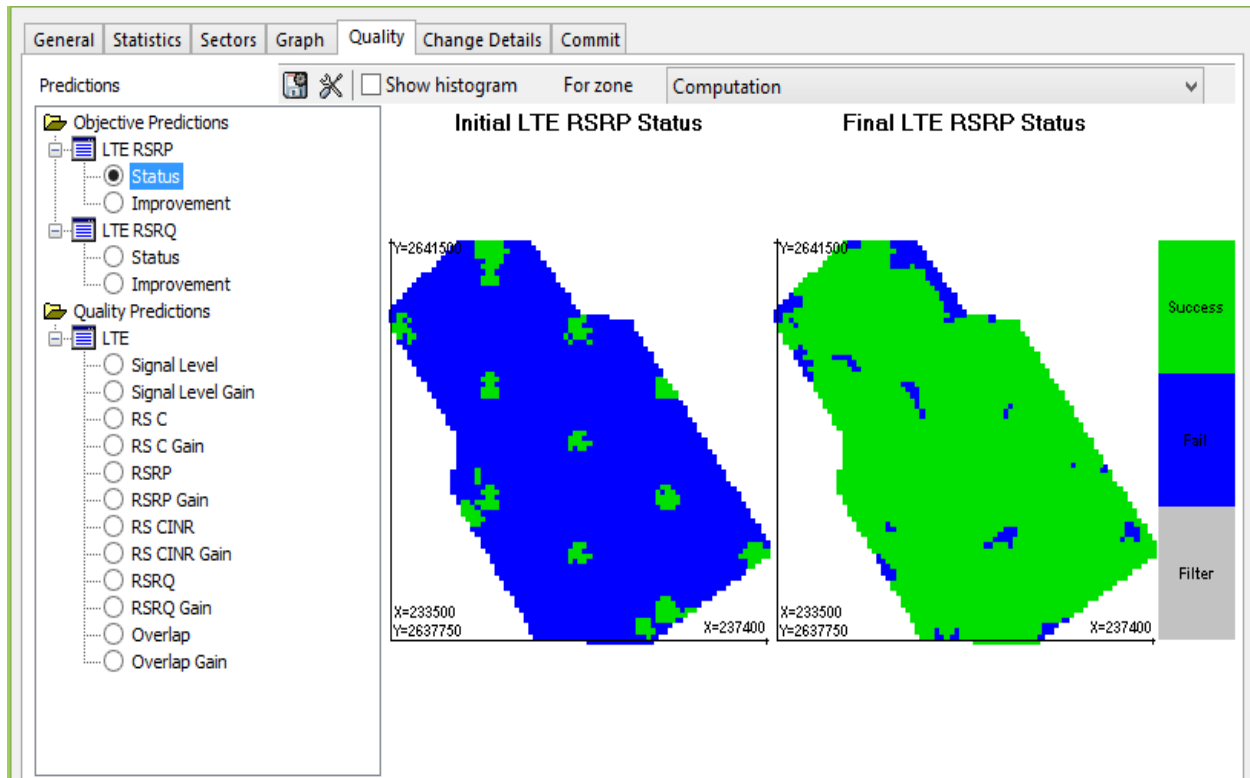 General Statistics Sectors Graph Quality Change Details Commit
Predictions Show histogram For zone Computation
Objective Predictions
LTE RSRP
Status
Improvement
LTE RSRQ
Status
Improvement
Quality Predictions
LTE
Signal Level
Signal Level Gain
RS C
RS C Gain
RSRP
RSRP Gain
RS CINR
RS CINR Gain
RSRQ
RSRQ Gain
Overlap
Overlap Gain
Initial LTE RSRP Status
Y=2641500
X=233500
Y=2637750
X=237400
Final LTE RSRP Status
Y=2641500
X=233500
Y=2637750
X=237400
Success
Fail
Filter